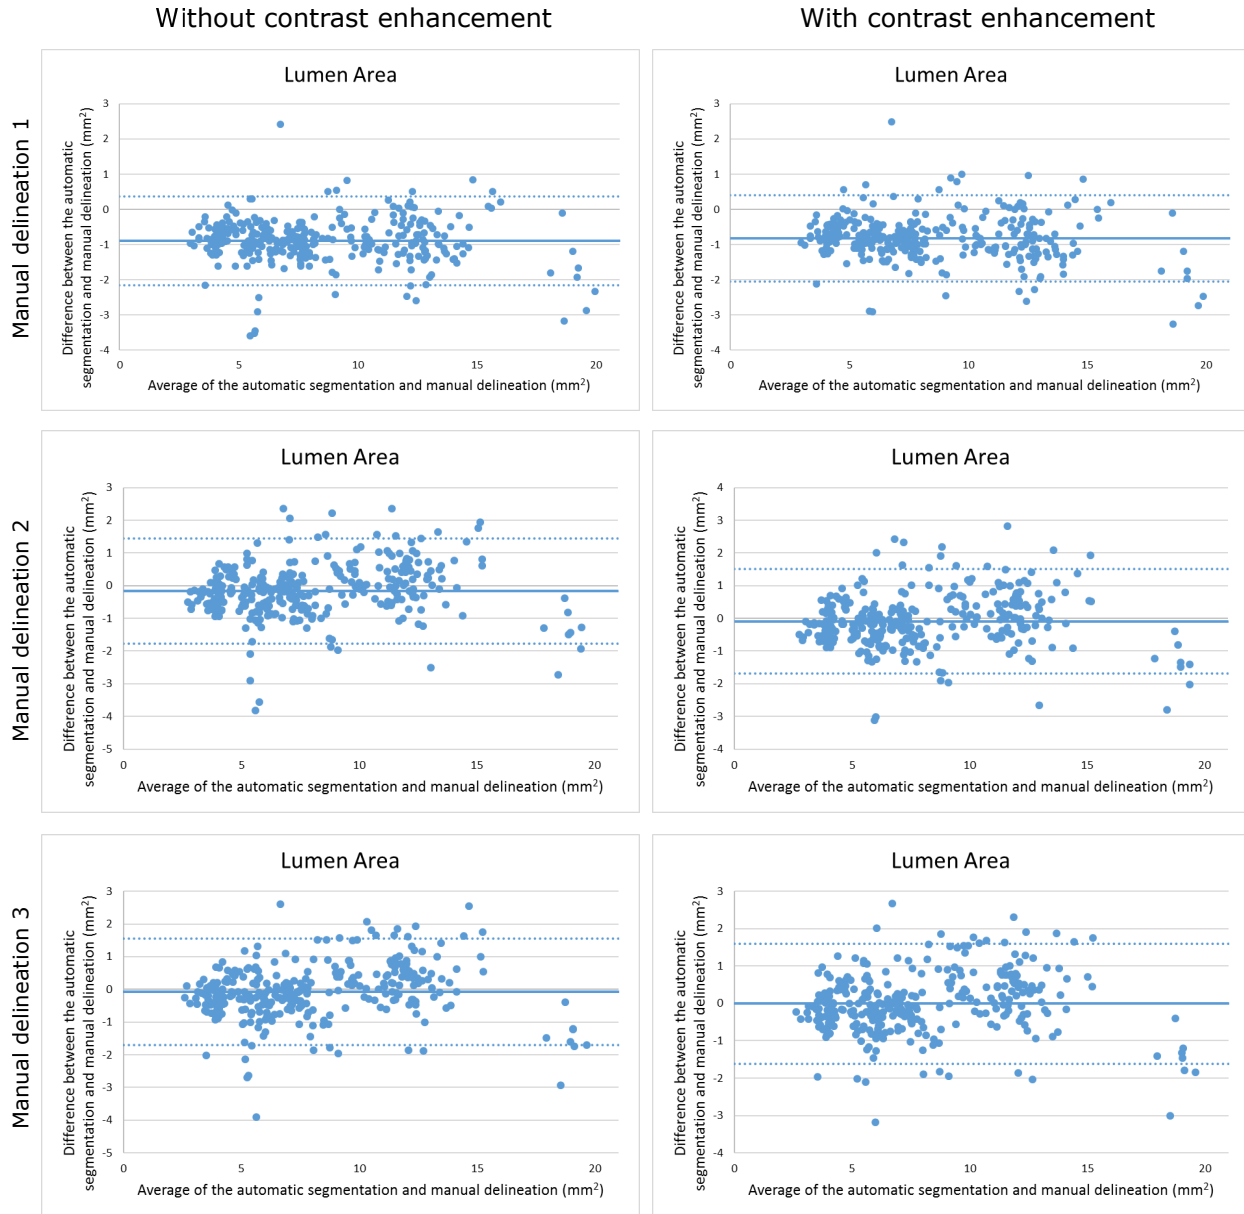 Without contrast enhancement
With contrast enhancement
Manual delineation 1
Lumen Area
Difference between the automatic
segmentation and manual delineation (mm²)
3
2
1
0
-1
-2
-3
-4
0
5
10
15
20
Average of the automatic segmentation and manual delineation (mm²)
Lumen Area
Difference between the automatic
segmentation and manual delineation (mm²)
3
2
1
0
-1
-2
-3
-4
0
5
10
15
20
Average of the automatic segmentation and manual delineation (mm²)
Manual delineation 2
Lumen Area
Difference between the automatic
segmentation and manual delineation (mm²)
3
2
1
0
-1
-2
-3
-4
-5
0
5
10
15
20
Average of the automatic segmentation and manual delineation (mm²)
Lumen Area
Difference between the automatic
segmentation and manual delineation (mm²)
4
3
2
1
0
-1
-2
-3
-4
0
5
10
15
20
Average of the automatic segmentation and manual delineation (mm²)
Manual delineation 3
Lumen Area
Difference between the automatic
segmentation and manual delineation (mm²)
3
2
1
0
-1
-2
-3
-4
-5
0
5
10
15
20
Average of the automatic segmentation and manual delineation (mm²)
Lumen Area
Difference between the automatic
segmentation and manual delineation (mm²)
3
2
1
0
-1
-2
-3
-4
0
5
10
15
20
Average of the automatic segmentation and manual delineation (mm²)